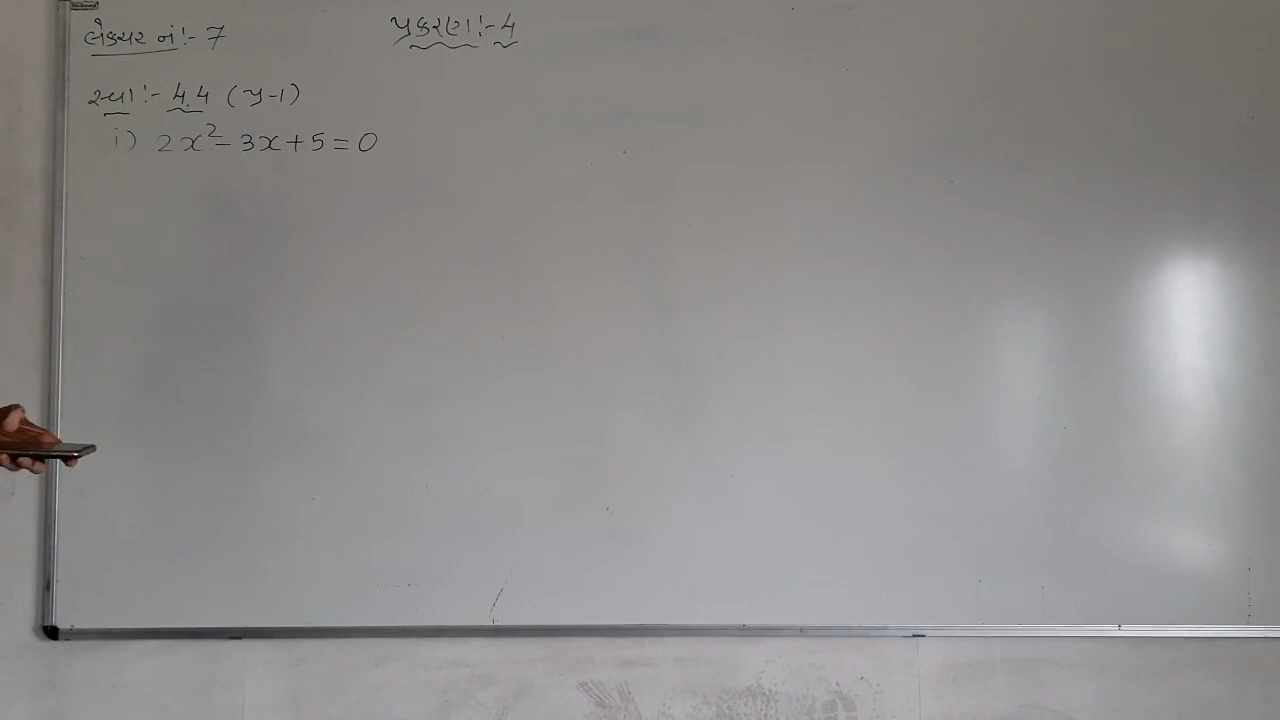 લેક્ચર નં:- 7
પ્રકરણ:- 4
સ્વા:- 4.4 (પ્ર-1)
i) 2x² - 3x + 5 = 0